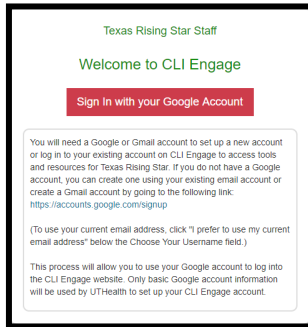 Texas Rising Star Staff
Welcome to CLI Engage
Sign In with your Google Account
You will need a Google or Gmail account to set up a new account
or log in to your existing account on CLI Engage to access tools
and resources for Texas Rising Star. If you do not have a Google
account, you can create one using your existing email account or
create a Gmail account by going to the following link:
https://accounts.google.com/signup
(To use your current email address, click "I prefer to use my current
email address" below the Choose Your Username field.)
This process will allow you to use your Google account to log into
the CLI Engage website. Only basic Google account information
will be used by UTHealth to set up your CLI Engage account.